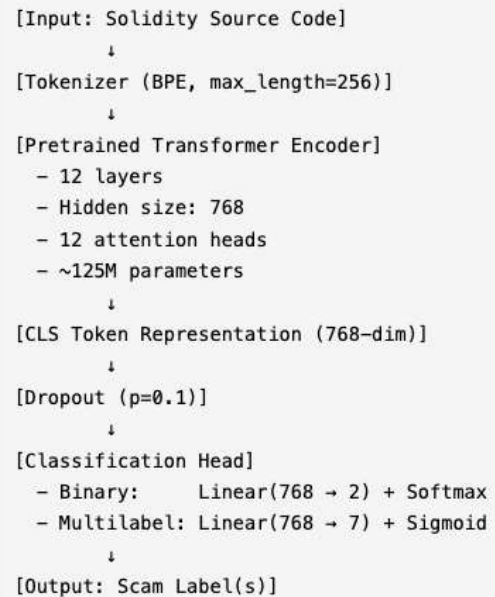 [Input: Solidity Source Code]
↓
[Tokenizer (BPE, max_length=256)]
↓
[Pretrained Transformer Encoder]
– 12 layers
– Hidden size: 768
– 12 attention heads
– ~125M parameters
↓
[CLS Token Representation (768-dim)]
↓
[Dropout (p=0.1)]
↓
[Classification Head]
– Binary: Linear(768 → 2) + Softmax
– Multilabel: Linear(768 → 7) + Sigmoid
↓
[Output: Scam Label(s)]